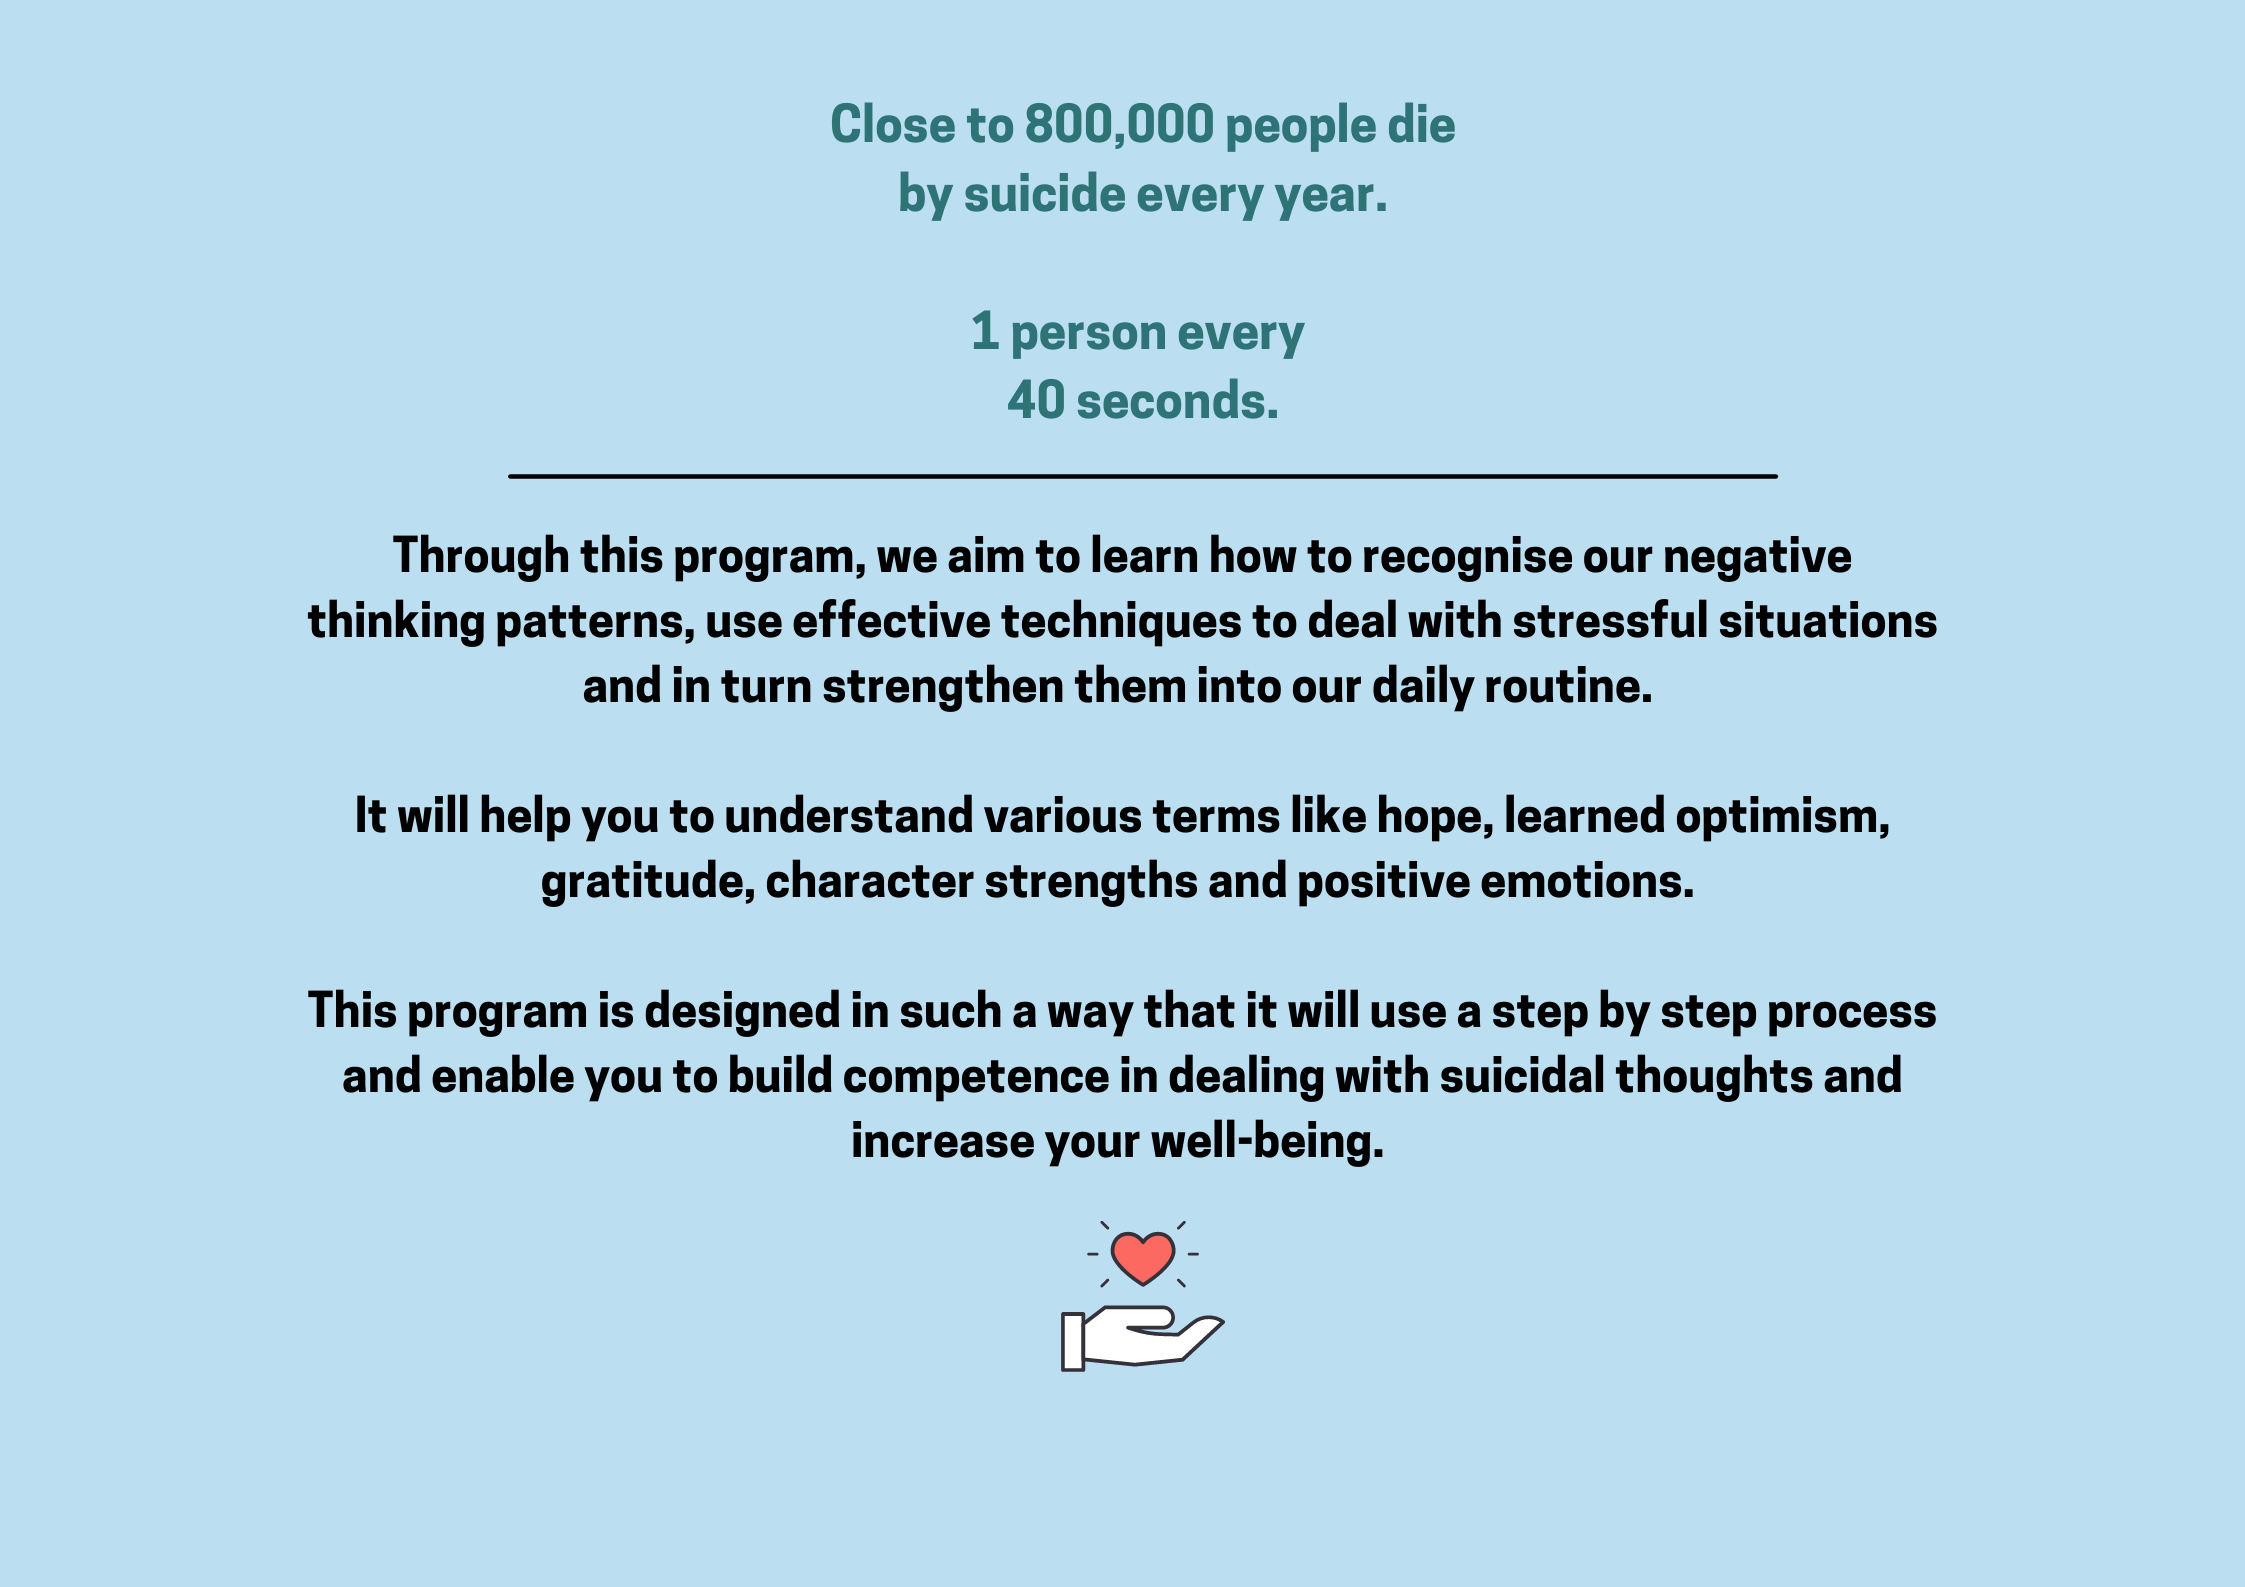 Close to 800,000 people die
by suicide every year.
1 person every
40 seconds.
Through this program, we aim to learn how to recognise our negative
thinking patterns, use effective techniques to deal with stressful situations
and in turn strengthen them into our daily routine.
It will help you to understand various terms like hope, learned optimism,
gratitude, character strengths and positive emotions.
This program is designed in such a way that it will use a step by step process
and enable you to build competence in dealing with suicidal thoughts and
increase your well-being.